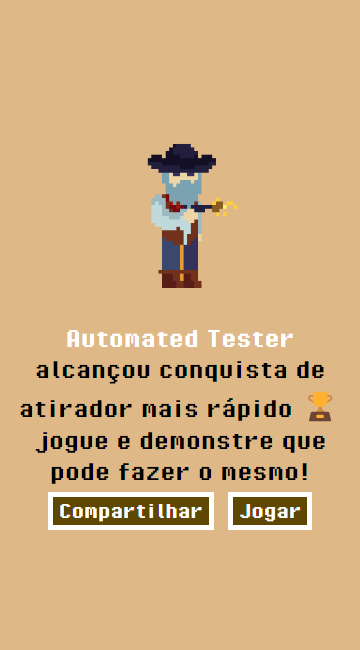 Automated Tester
alcançou conquista de
atirador mais rápido 🏆
jogue e demonstre que
pode fazer o mesmo!
Compartilhar Jogar